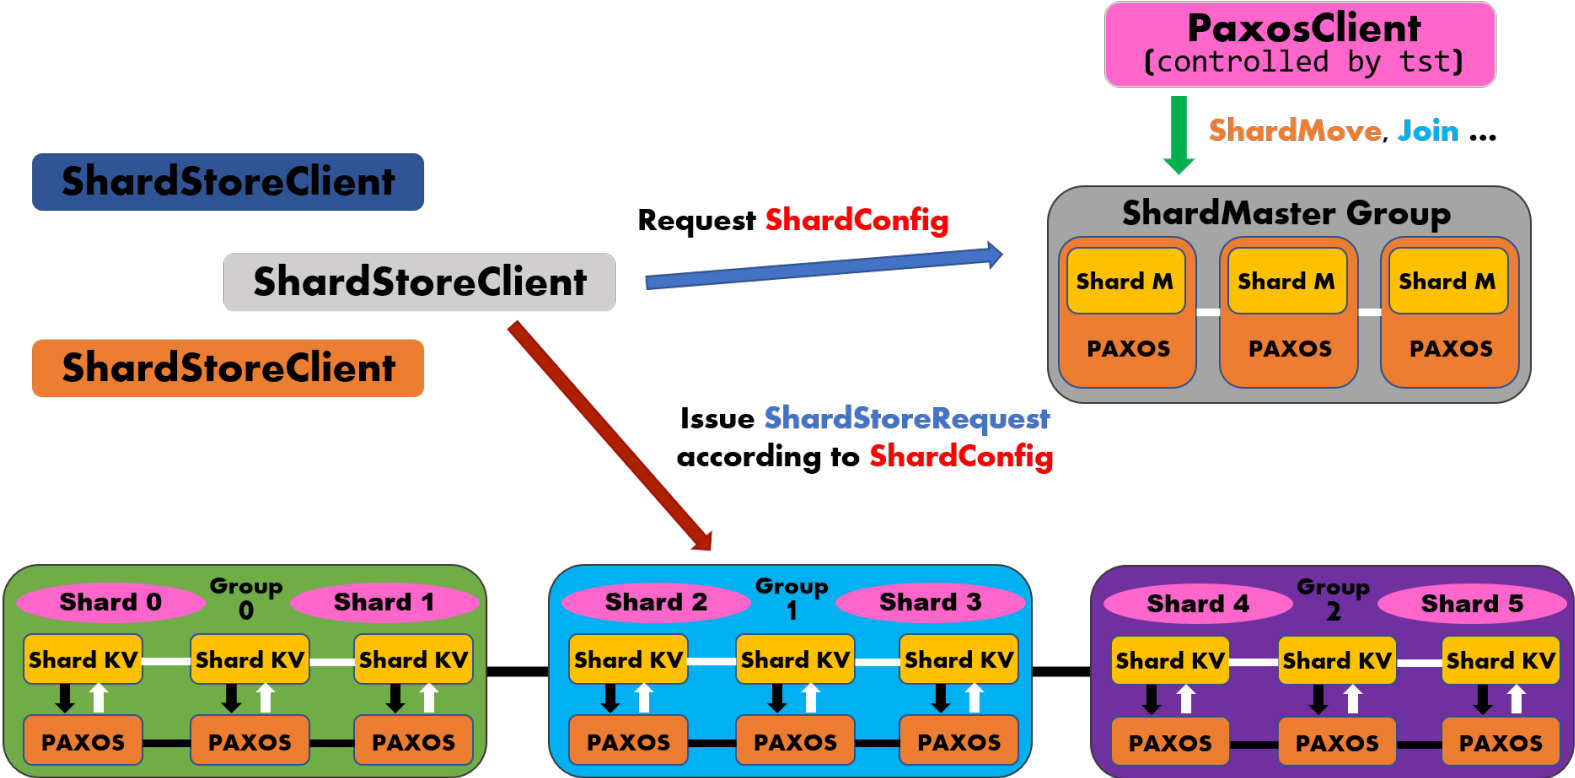 PaxosClient
(controlled by tst)
ShardMove, Join ...
ShardStoreClient
ShardStoreClient
ShardStoreClient
Request ShardConfig
ShardMaster Group
Shard M
Shard M
Shard M
PAXOS
PAXOS
PAXOS
Issue ShardStoreRequest
according to ShardConfig
Shard 0
Group
0
Shard 1
Shard KV
Shard KV
Shard KV
PAXOS
PAXOS
PAXOS
Shard 2
Group
1
Shard 3
Shard KV
Shard KV
Shard KV
PAXOS
PAXOS
PAXOS
Shard 4
Group
2
Shard 5
Shard KV
Shard KV
Shard KV
PAXOS
PAXOS
PAXOS